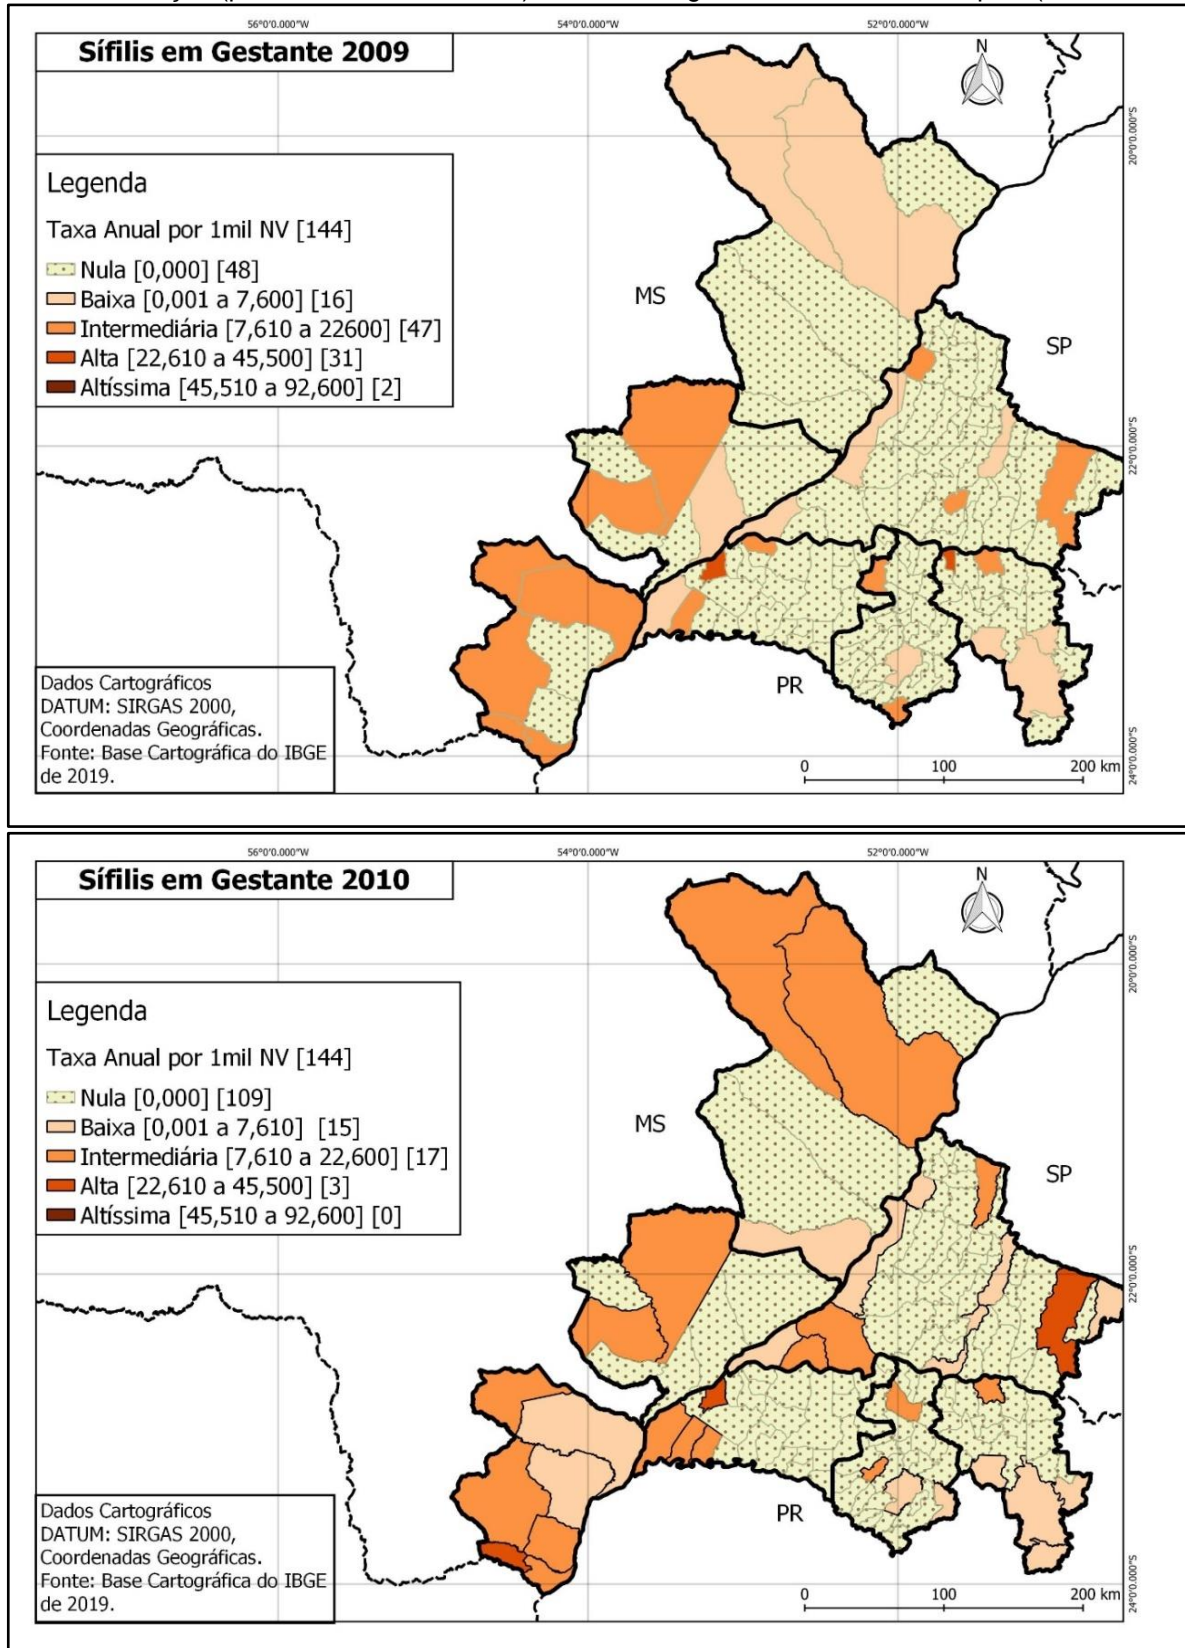 56°0'0.000"W
54°0'0.000"W
52°0'0.000"W
Sífilis em Gestante 2009
N
20°0'0.000"S
Legenda
Taxa Anual por 1mil NV [144]
Nula [0,000] [48]
Baixa [0,001 a 7,600] [16]
Intermediária [7,610 a 22600] [47]
Alta [22,610 a 45,500] [31]
Altíssima [45,510 a 92,600] [2]
MS
SP
22°0'0.000"S
PR
Dados Cartográficos
DATUM: SIRGAS 2000,
Coordenadas Geográficas.
Fonte: Base Cartográfica do IBGE
de 2019.
0 100 200 km
24°0'0.000"S
56°0'0.000"W
54°0'0.000"W
52°0'0.000"W
Sífilis em Gestante 2010
N
20°0'0.000"S
Legenda
Taxa Anual por 1mil NV [144]
Nula [0,000] [109]
Baixa [0,001 a 7,610] [15]
Intermediária [7,610 a 22,600] [17]
Alta [22,610 a 45,500] [3]
Altíssima [45,510 a 92,600] [0]
MS
SP
22°0'0.000"S
PR
Dados Cartográficos
DATUM: SIRGAS 2000,
Coordenadas Geográficas.
Fonte: Base Cartográfica do IBGE
de 2019.
0 100 200 km
24°0'0.000"S